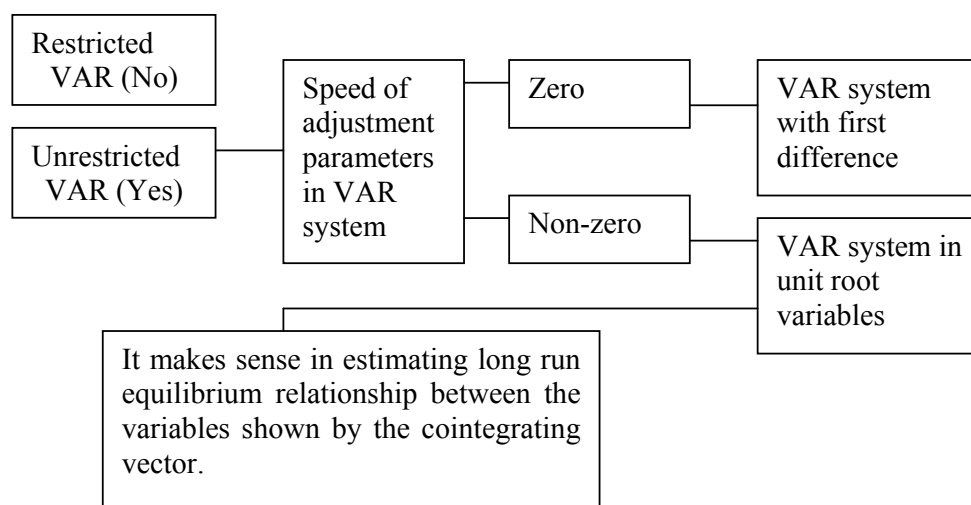 Restricted
VAR (No)
Unrestricted
VAR (Yes)
Speed of
adjustment
parameters
in VAR
system
Zero
Non-zero
VAR system
with first
difference
VAR system in
unit root
variables
It makes sense in estimating long run
equilibrium relationship between the
variables shown by the cointegrating
vector.